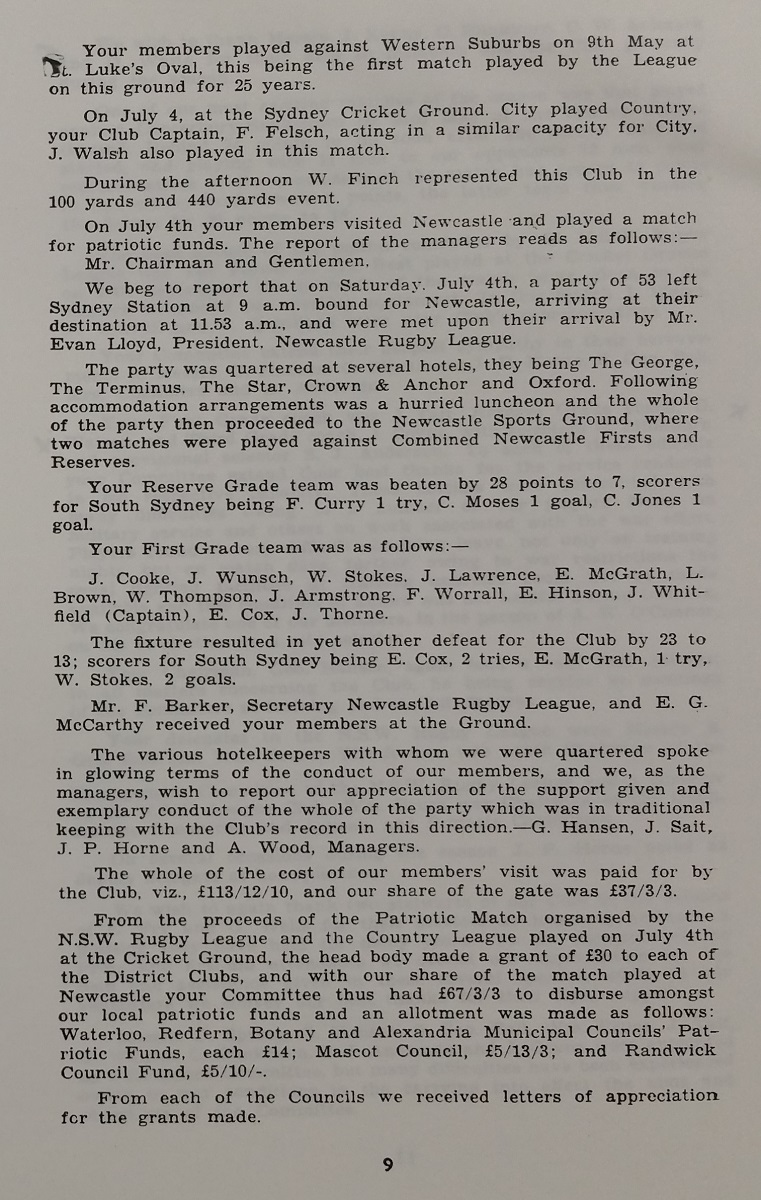 Your members played against Western Suburbs on 9th May at
St. Luke's Oval, this being the first match played by the League
on this ground for 25 years.
On July 4, at the Sydney Cricket Ground. City played Country,
your Club Captain, F. Felsch, acting in a similar capacity for City.
J. Walsh also played in this match.
During the afternoon W. Finch represented this Club in the
100 yards and 440 yards event.
On July 4th your members visited Newcastle and played a match
for patriotic funds. The report of the managers reads as follows:—
Mr. Chairman and Gentlemen,
We beg to report that on Saturday, July 4th, a party of 53 left
Sydney Station at 9 a.m. bound for Newcastle, arriving at their
destination at 11.53 a.m., and were met upon their arrival by Mr.
Evan Lloyd, President. Newcastle Rugby League.
The party was quartered at several hotels, they being The George,
The Terminus, The Star, Crown & Anchor and Oxford. Following
accommodation arrangements was a hurried luncheon and the whole
of the party then proceeded to the Newcastle Sports Ground, where
two matches were played against Combined Newcastle Firsts and
Reserves.
Your Reserve Grade team was beaten by 28 points to 7, scorers
for South Sydney being F. Curry 1 try, C. Moses 1 goal, C. Jones 1
goal.
Your First Grade team was as follows:—
J. Cooke, J. Wunsch, W. Stokes, J. Lawrence, E. McGrath, L.
Brown, W. Thompson, J. Armstrong, F. Worrall, E. Hinson, J. Whit-
field (Captain), E. Cox, J. Thorne.
The fixture resulted in yet another defeat for the Club by 23 to
13; scorers for South Sydney being E. Cox, 2 tries, E. McGrath, 1 try,
W. Stokes, 2 goals.
Mr. F. Barker, Secretary Newcastle Rugby League, and E. G.
McCarthy received your members at the Ground.
The various hotelkeepers with whom we were quartered spoke
in glowing terms of the conduct of our members, and we, as the
managers, wish to report our appreciation of the support given and
exemplary conduct of the whole of the party which was in traditional
keeping with the Club's record in this direction.—G. Hansen, J. Sait,
J. P. Horne and A. Wood, Managers.
The whole of the cost of our members' visit was paid for by
the Club, viz., £113/12/10, and our share of the gate was £37/3/3.
From the proceeds of the Patriotic Match organised by the
N.S.W. Rugby League and the Country League played on July 4th
at the Cricket Ground, the head body made a grant of £30 to each of
the District Clubs, and with our share of the match played at
Newcastle your Committee thus had £67/3/3 to disburse amongst
our local patriotic funds and an allotment was made as follows:
Waterloo, Redfern, Botany and Alexandria Municipal Councils' Pat-
riotic Funds, each £14; Mascot Council, £5/13/3; and Randwick
Council Fund, £5/10/-.
From each of the Councils we received letters of appreciation
for the grants made.
9